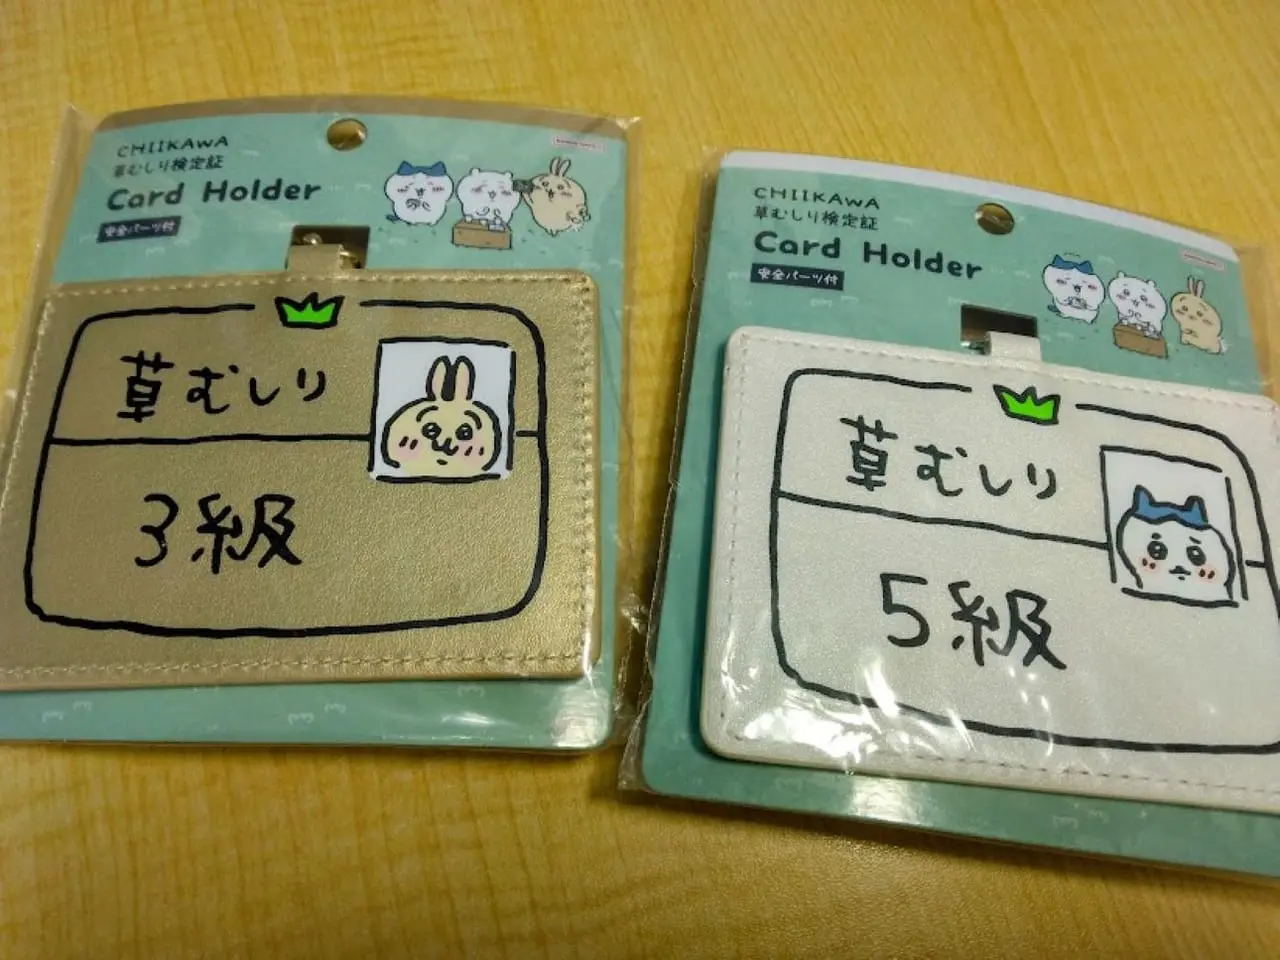 CHIIKAWA
草むしり検定証
Card Holder
安全パーツ付
草むしり
3級
CHIIKAWA
草むしり検定証
Card Holder
安全パーツ付
草むしり
5級